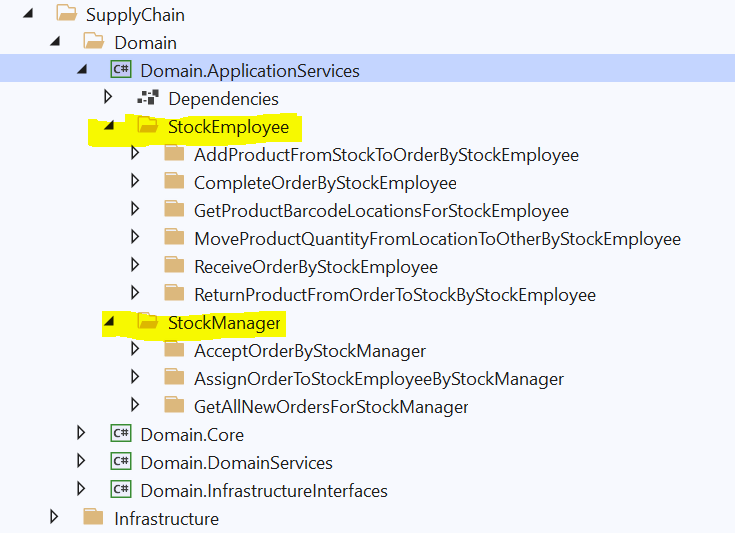 SupplyChain
Domain
C# Domain.ApplicationServices
Dependencies
StockEmployee
AddProductFromStockToOrderByStockEmployee
CompleteOrderByStockEmployee
GetProductBarcodeLocationsForStockEmployee
MoveProductQuantityFromLocationToOtherByStockEmployee
ReceiveOrderByStockEmployee
ReturnProductFromOrderToStockByStockEmployee
StockManager
AcceptOrderByStockManager
AssignOrderToStockEmployeeByStockManager
GetAllNewOrdersForStockManager
C# Domain.Core
C# Domain.DomainServices
C# Domain.InfrastructureInterfaces
Infrastructure